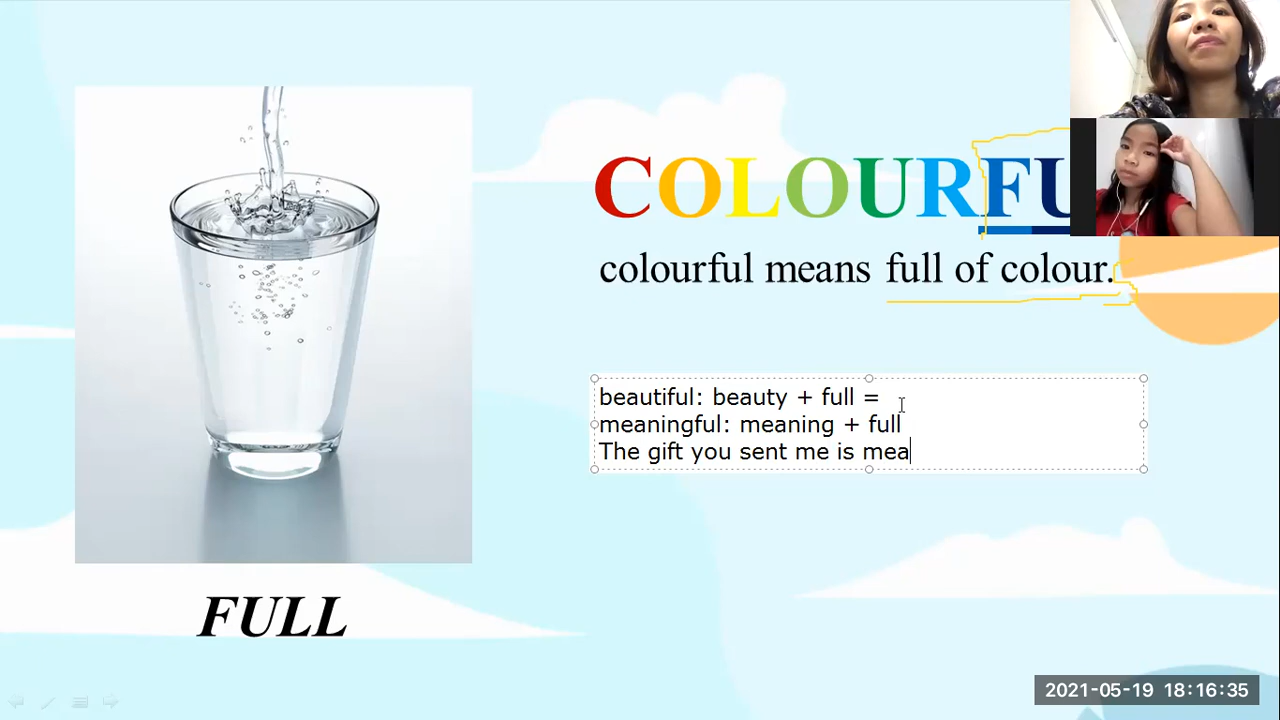 COLOURFU
colourful means full of colour.
beautiful: beauty + full =
meaningful: meaning + full
The gift you sent me is mea
FULL
2021-05-19 18:16:35